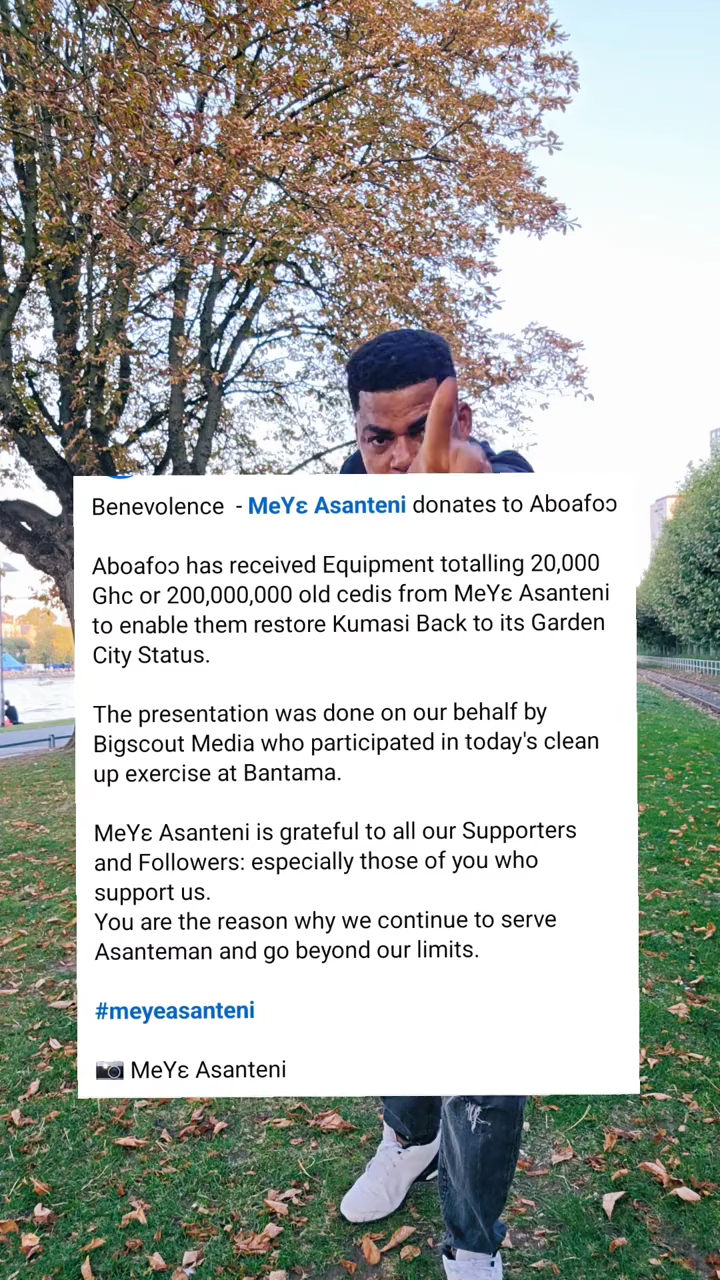 Benevolence - MeYɛ Asanteni donates to Aboafoɔ
Aboafoɔ has received Equipment totalling 20,000
Ghc or 200,000,000 old cedis from MeYɛ Asanteni
to enable them restore Kumasi Back to its Garden
City Status.
The presentation was done on our behalf by
Bigscout Media who participated in today's clean
up exercise at Bantama.
MeYɛ Asanteni is grateful to all our Supporters
and Followers: especially those of you who
support us.
You are the reason why we continue to serve
Asanteman and go beyond our limits.
#meyeasanteni
📷 MeYɛ Asanteni